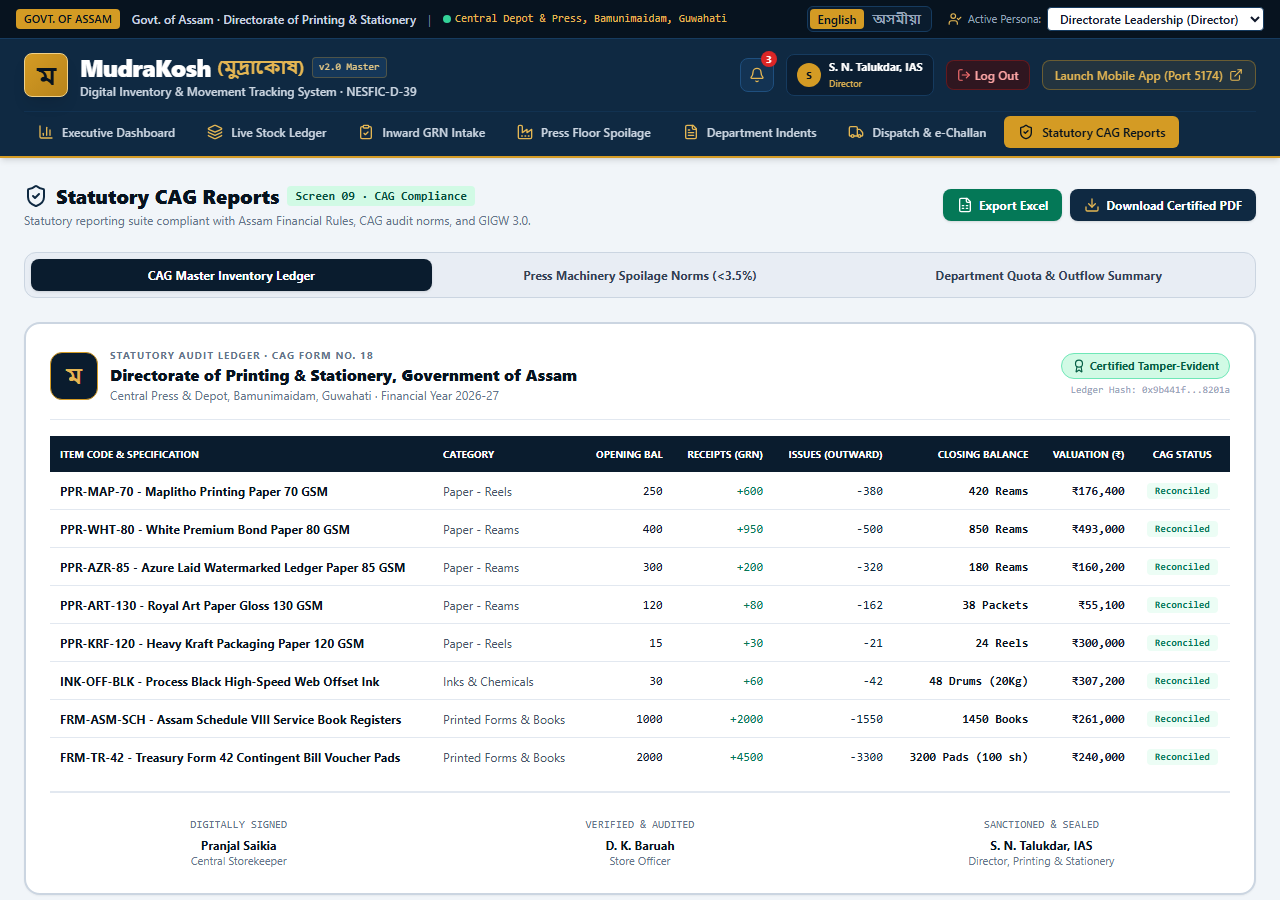 GOVT. OF ASSAM Govt. of Assam · Directorate of Printing & Stationery | Central Depot & Press, Bamunimaidam, Guwahati English অসমীয়া Active Persona: Directorate Leadership (Director)
ম MudraKosh (মুদ্ৰাকোষ) v2.0 Master
Digital Inventory & Movement Tracking System · NESFIC-D-39
3 S S. N. Talukdar, IAS
Director
Log Out Launch Mobile App (Port 5174)
Executive Dashboard Live Stock Ledger Inward GRN Intake Press Floor Spoilage Department Indents Dispatch & e-Challan Statutory CAG Reports
Statutory CAG Reports Screen 09 · CAG Compliance
Statutory reporting suite compliant with Assam Financial Rules, CAG audit norms, and GIGW 3.0.
Export Excel Download Certified PDF
CAG Master Inventory Ledger Press Machinery Spoilage Norms (<3.5%) Department Quota & Outflow Summary
STATUTORY AUDIT LEDGER · CAG FORM NO. 18
ম Directorate of Printing & Stationery, Government of Assam
Central Press & Depot, Bamunimaidam, Guwahati · Financial Year 2026-27
Certified Tamper-Evident
Ledger Hash: 0x9b441f...8201a
ITEM CODE & SPECIFICATION CATEGORY OPENING BAL RECEIPTS (GRN) ISSUES (OUTWARD) CLOSING BALANCE VALUATION (₹) CAG STATUS
PPR-MAP-70 - Maplitho Printing Paper 70 GSM Paper - Reels 250 +600 -380 420 Reams ₹176,400 Reconciled
PPR-WHT-80 - White Premium Bond Paper 80 GSM Paper - Reams 400 +950 -500 850 Reams ₹493,000 Reconciled
PPR-AZR-85 - Azure Laid Watermarked Ledger Paper 85 GSM Paper - Reams 300 +200 -320 180 Reams ₹160,200 Reconciled
PPR-ART-130 - Royal Art Paper Gloss 130 GSM Paper - Reams 120 +80 -162 38 Packets ₹55,100 Reconciled
PPR-KRF-120 - Heavy Kraft Packaging Paper 120 GSM Paper - Reels 15 +30 -21 24 Reels ₹300,000 Reconciled
INK-OFF-BLK - Process Black High-Speed Web Offset Ink Inks & Chemicals 30 +60 -42 48 Drums (20Kg) ₹307,200 Reconciled
FRM-ASM-SCH - Assam Schedule VIII Service Book Registers Printed Forms & Books 1000 +2000 -1550 1450 Books ₹261,000 Reconciled
FRM-TR-42 - Treasury Form 42 Contingent Bill Voucher Pads Printed Forms & Books 2000 +4500 -3300 3200 Pads (100 sh) ₹240,000 Reconciled
DIGITALLY SIGNED VERIFIED & AUDITED SANCTIONED & SEALED
Pranjal Saikia D. K. Baruah S. N. Talukdar, IAS
Central Storekeeper Store Officer Director, Printing & Stationery